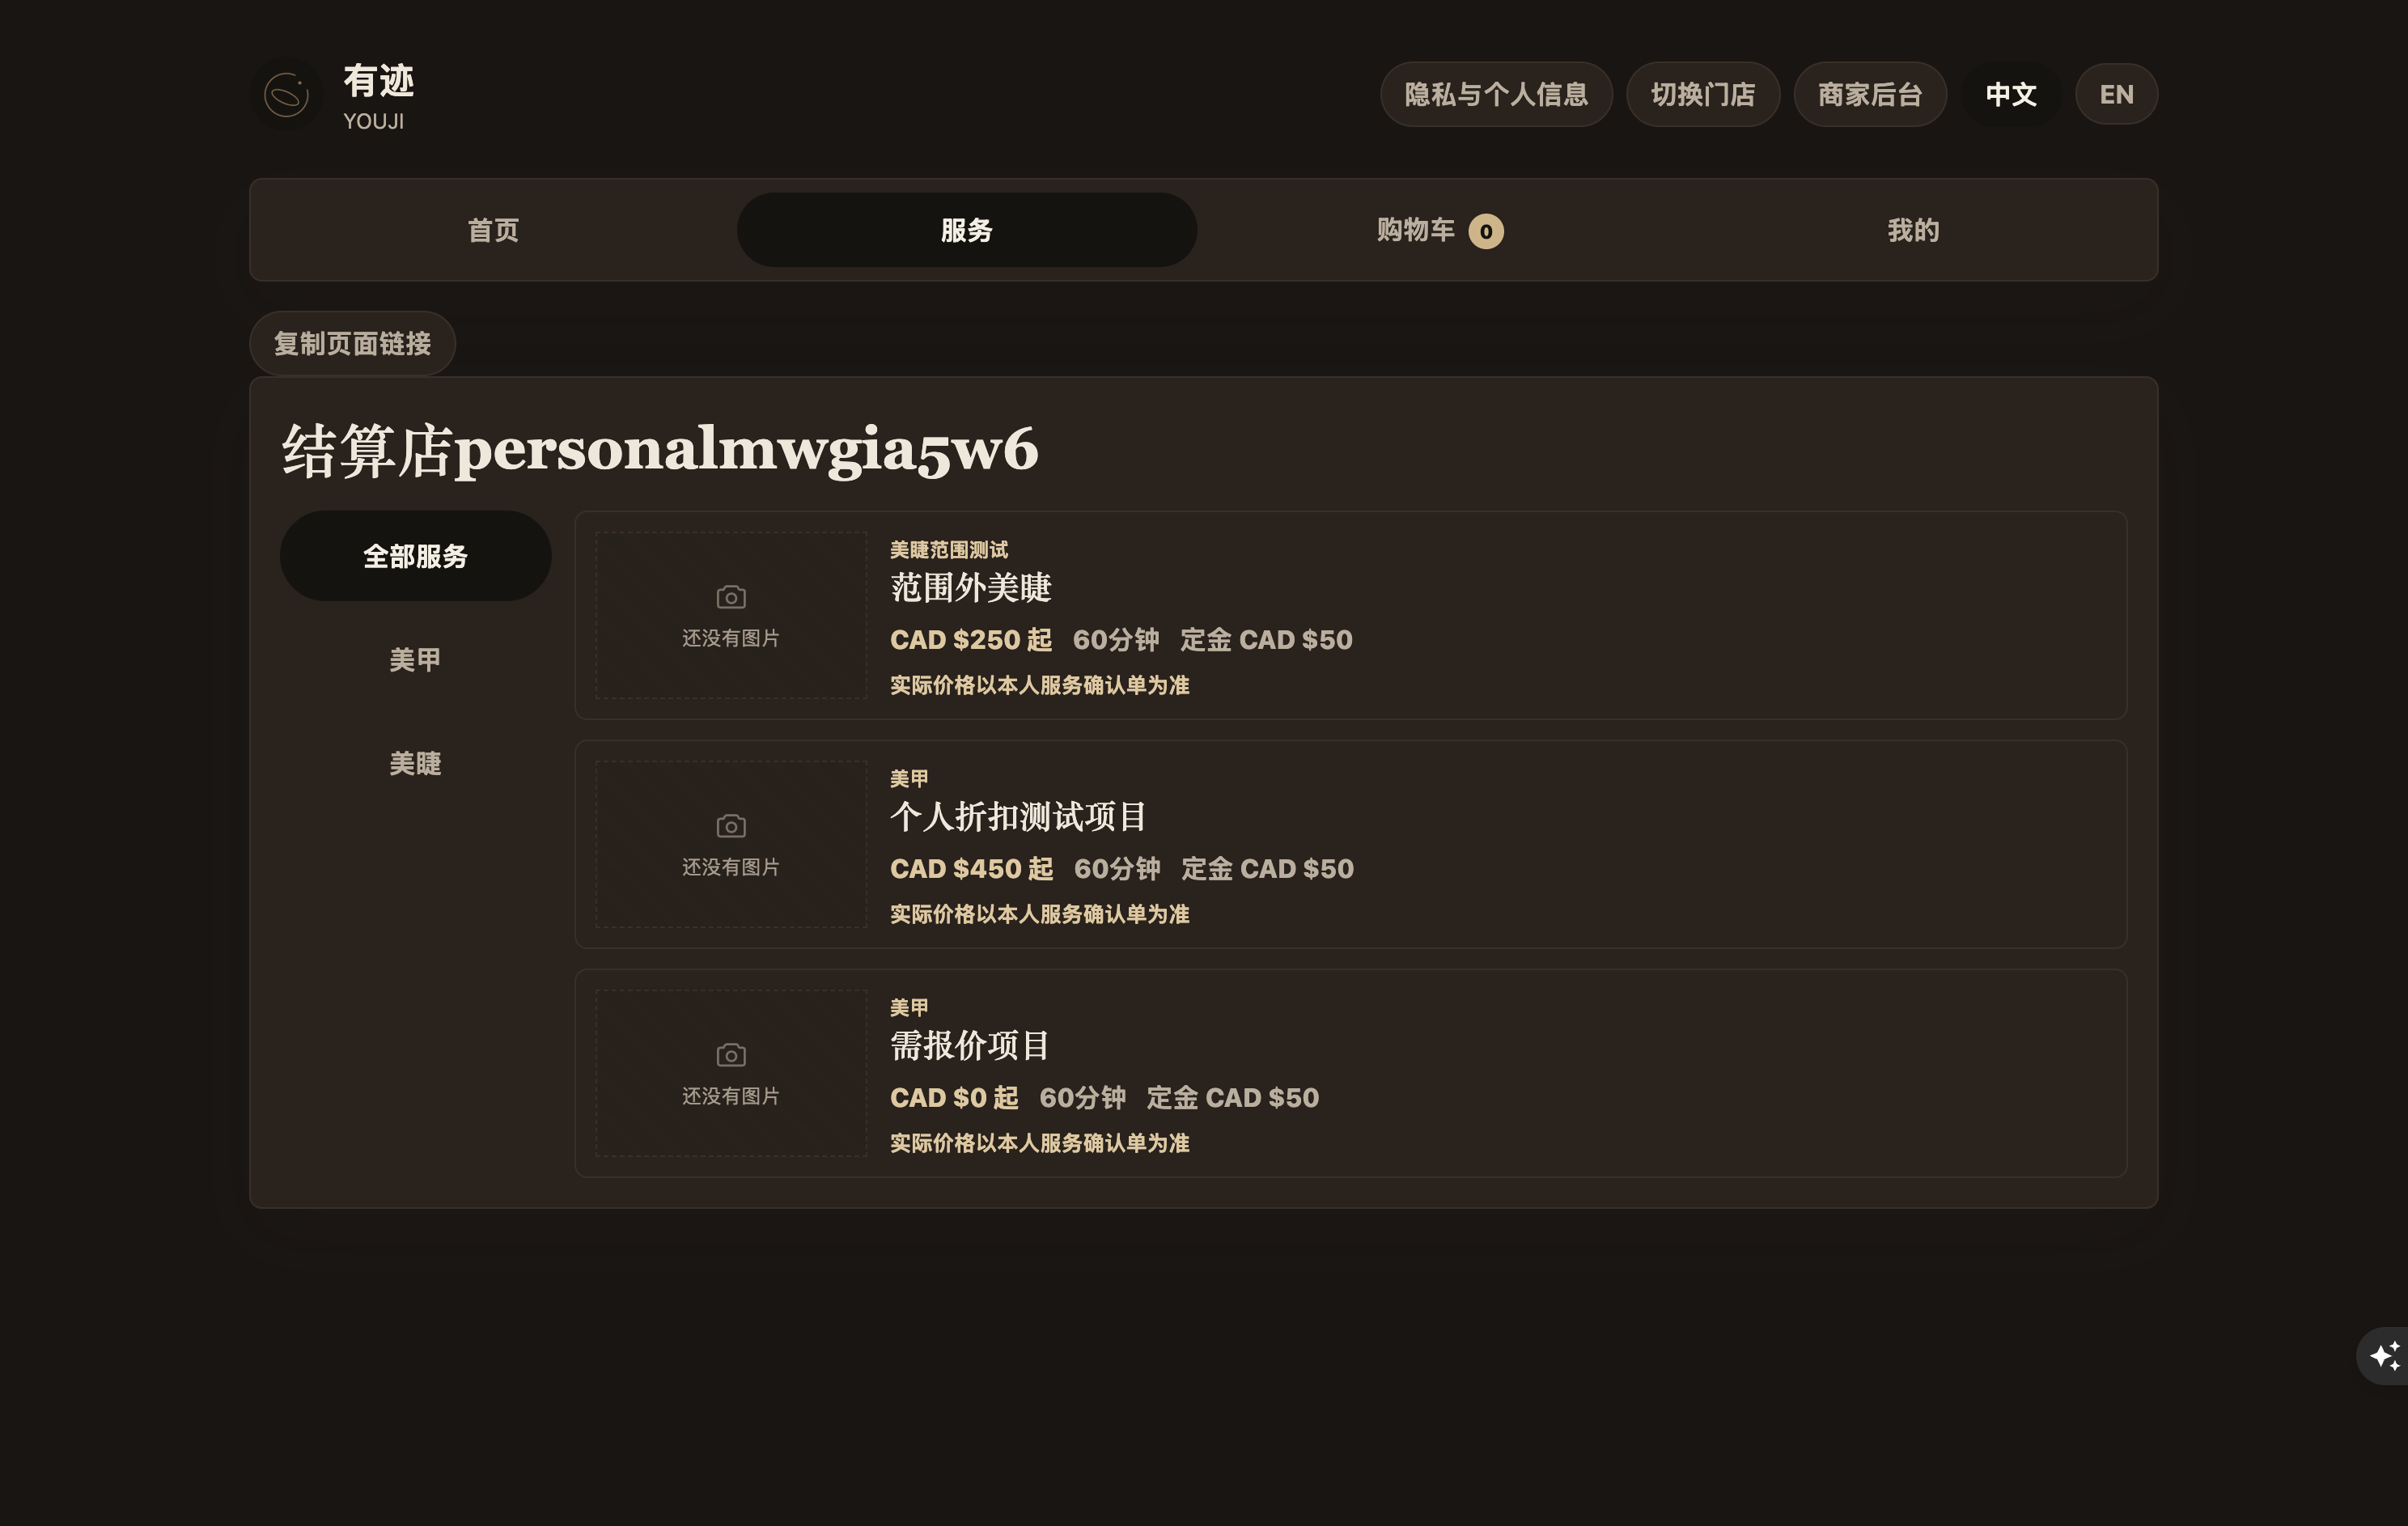 有迹
YOUJI
隐私与个人信息
切换门店
商家后台
中文
EN
首页
服务
购物车 0
我的
复制页面链接
结算店personalmwgia5w6
全部服务
美甲
美睫
还没有图片
美睫范围测试
范围外美睫
CAD $250 起 60分钟 定金 CAD $50
实际价格以本人服务确认单为准
还没有图片
美甲
个人折扣测试项目
CAD $450 起 60分钟 定金 CAD $50
实际价格以本人服务确认单为准
还没有图片
美甲
需报价项目
CAD $0 起 60分钟 定金 CAD $50
实际价格以本人服务确认单为准